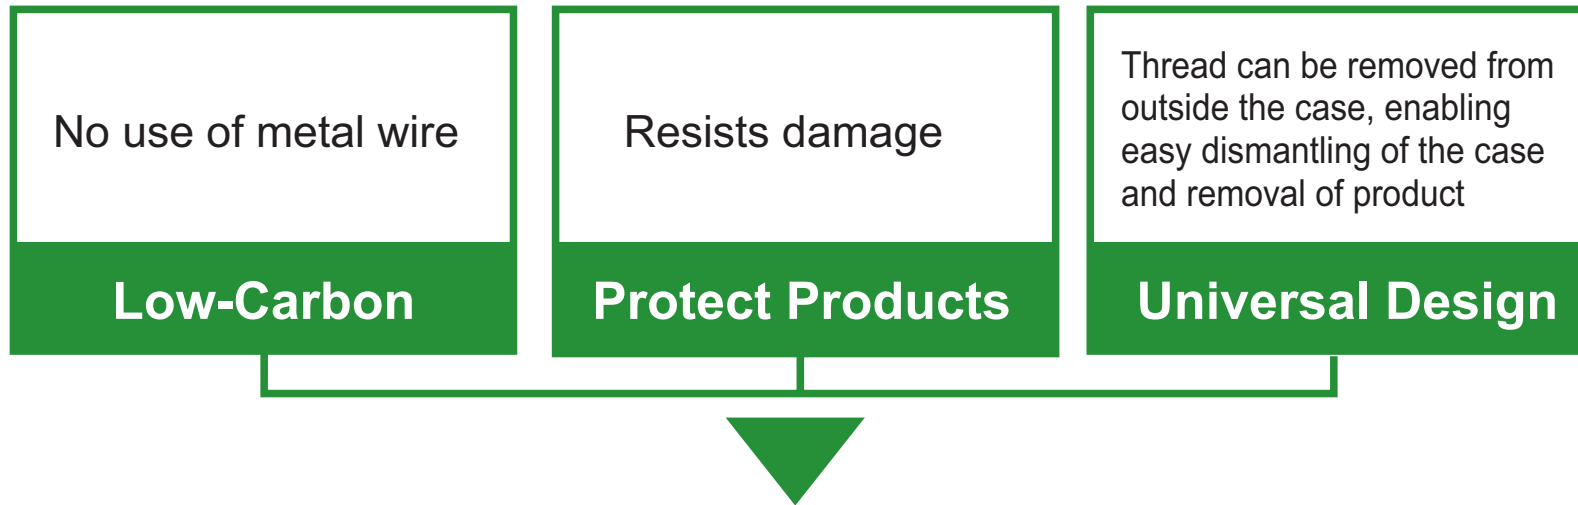 No use of metal wire
Low-Carbon
Resists damage
Protect Products
Thread can be removed from
outside the case, enabling
easy dismantling of the case
and removal of product
Universal Design